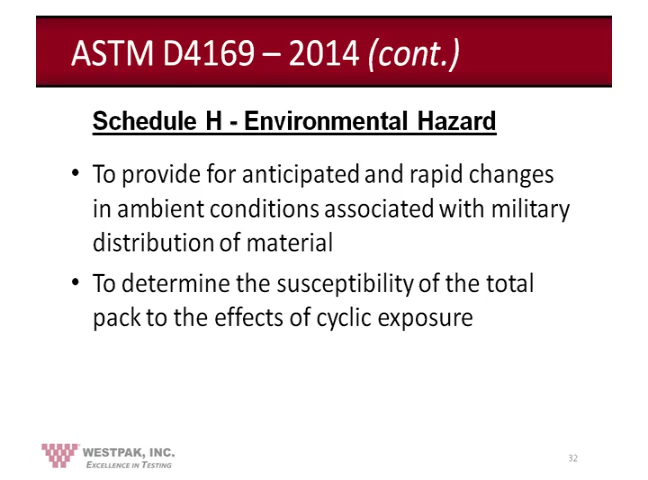 ASTM D4169 – 2014 (cont.)
Schedule H - Environmental Hazard
• To provide for anticipated and rapid changes
in ambient conditions associated with military
distribution of material
• To determine the susceptibility of the total
pack to the effects of cyclic exposure
WESTPAK, INC.
EXCELLENCE IN TESTING
32